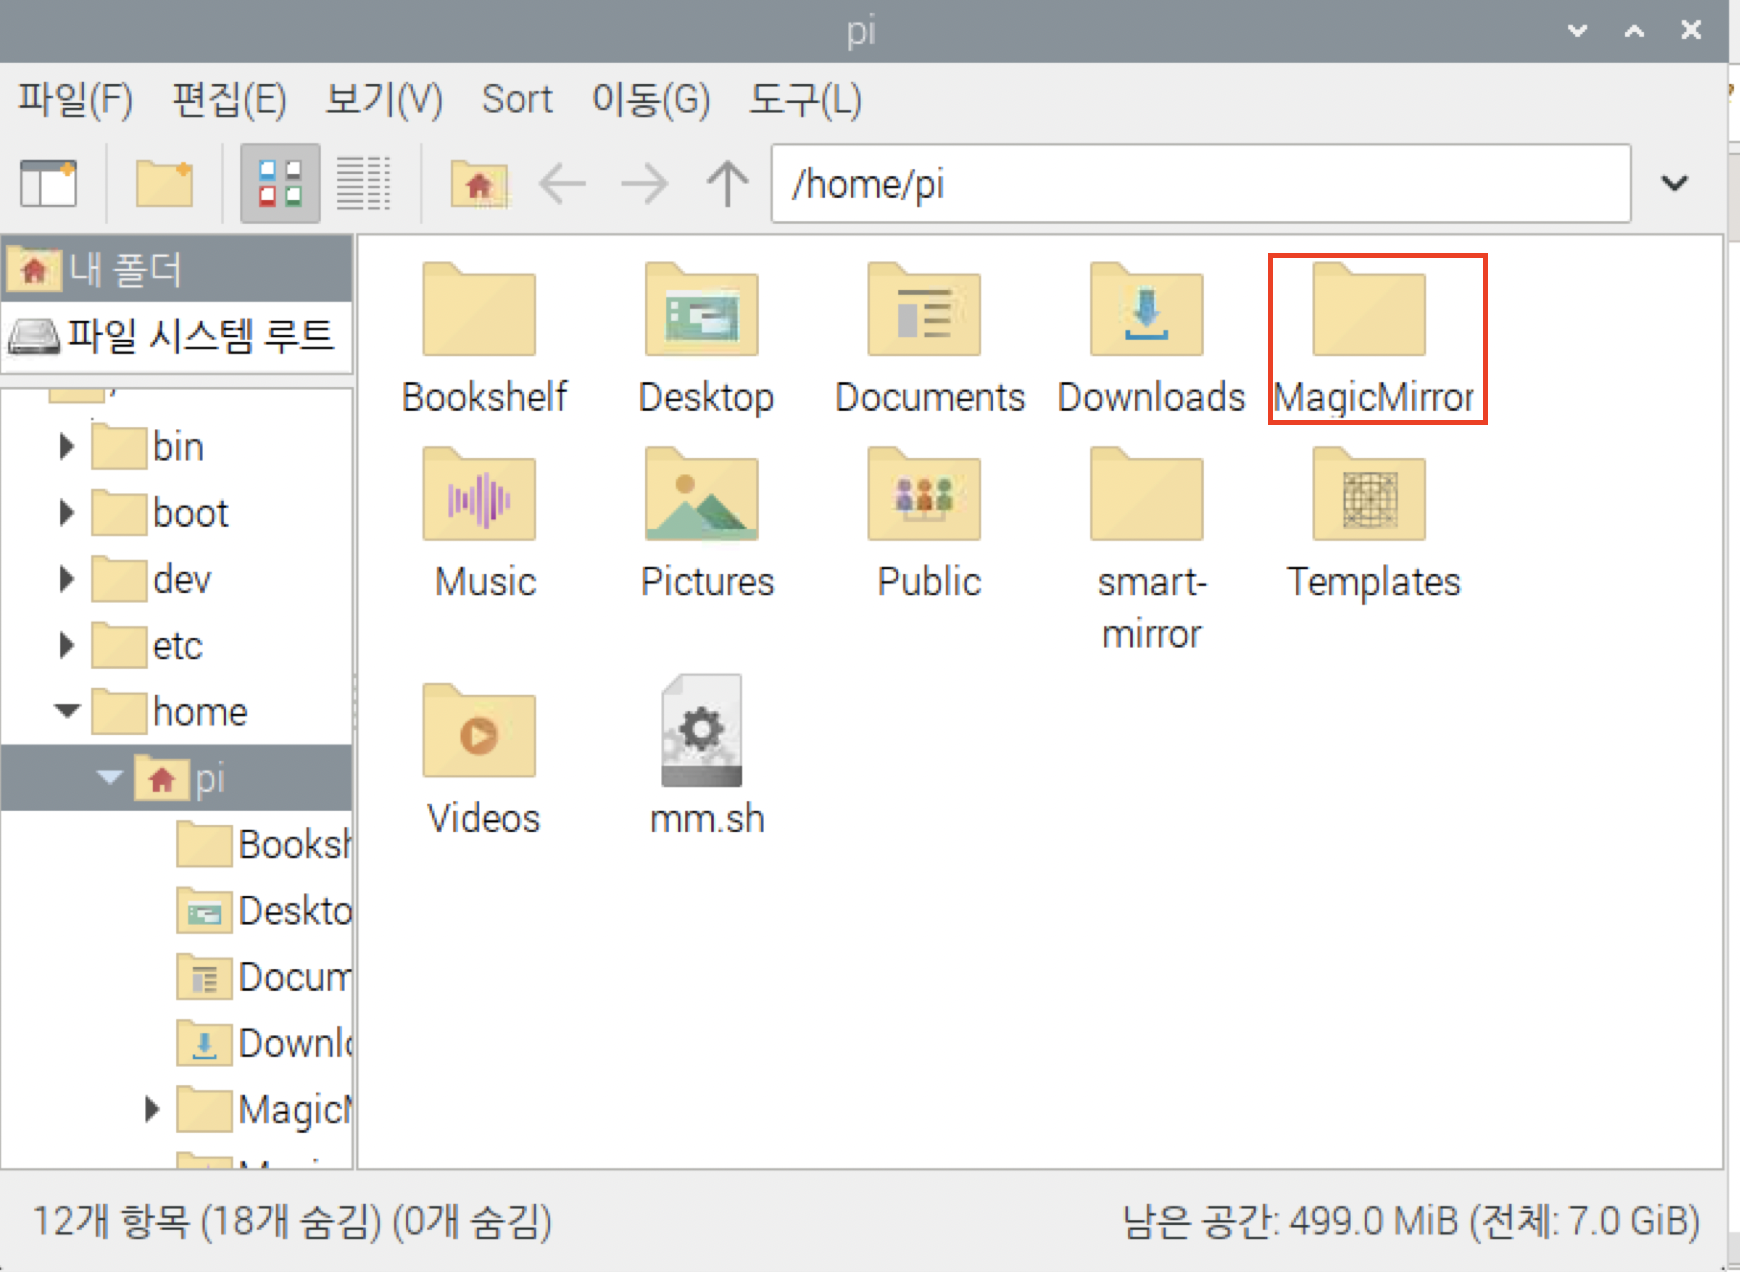 pi
파일(F) 편집(E) 보기(V) Sort 이동(G) 도구(L)
/home/pi
내 폴더
파일 시스템 루트
bin
boot
dev
etc
home
pi
Booksh
Deskto
Docum
Downlo
MagicM
Bookshelf Desktop Documents Downloads MagicMirror
Music Pictures Public smart-
mirror Templates
Videos mm.sh
12개 항목 (18개 숨김) (0개 숨김)
남은 공간: 499.0 MiB (전체: 7.0 GiB)